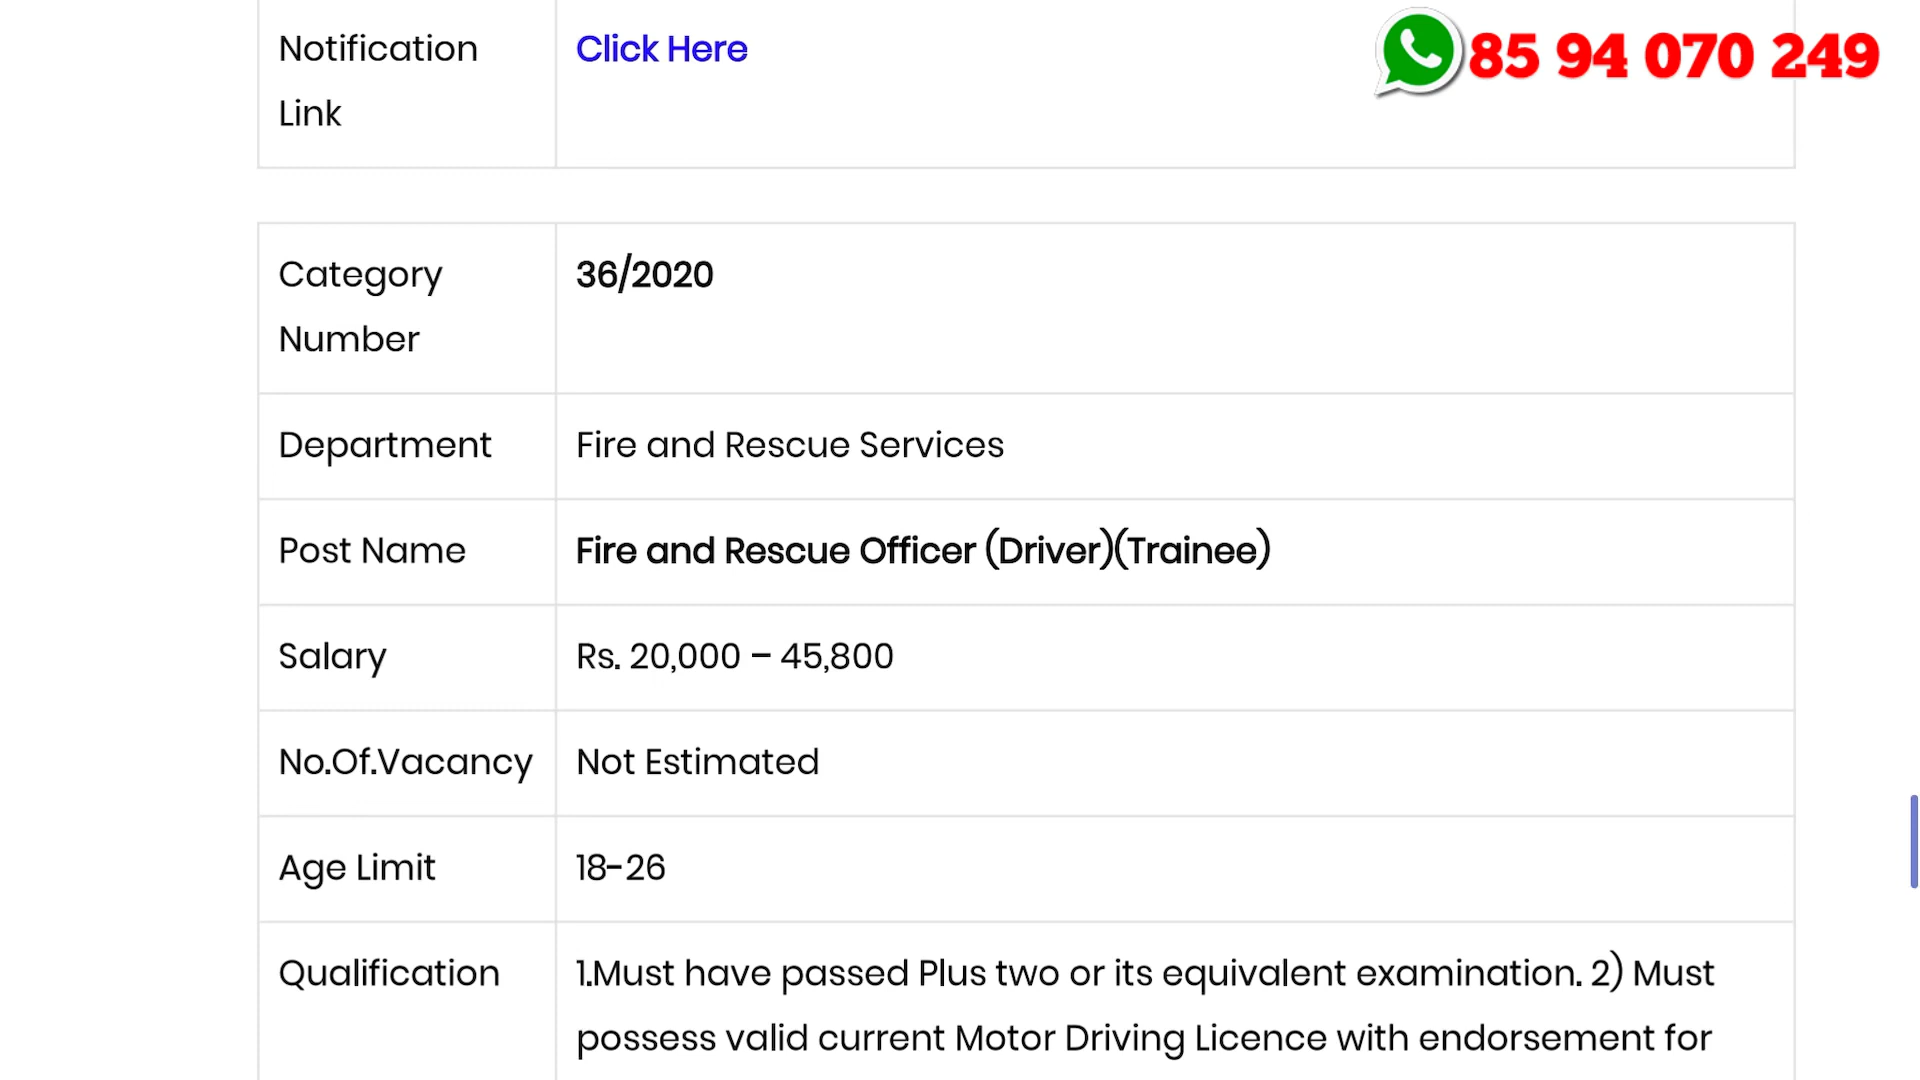 Notification Click Here
Link
85 94 070 249
Category 36/2020
Number
Department Fire and Rescue Services
Post Name Fire and Rescue Officer (Driver)(Trainee)
Salary Rs. 20,000 – 45,800
No.Of.Vacancy Not Estimated
Age Limit 18-26
Qualification 1.Must have passed Plus two or its equivalent examination. 2) Must
possess valid current Motor Driving Licence with endorsement for